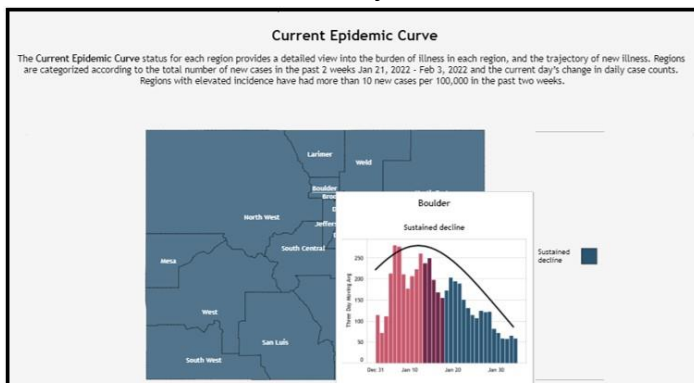 Current Epidemic Curve
The Current Epidemic Curve status for each region provides a detailed view into the burden of illness in each region, and the trajectory of new illness. Regions
are categorized according to the total number of new cases in the past 2 weeks Jan 21, 2022 - Feb 3, 2022 and the current day's change in daily case counts.
Regions with elevated incidence have had more than 10 new cases per 100,000 in the past two weeks.
Larimer
Weld
Boulder
North West
South Central
Mesa
West
San Luis
South West
Boulder
Sustained decline
Three Day Moving Avg
250
200
150
100
50
0
Dec 31
Jan 10
Jan 20
Jan 30
Sustained
decline